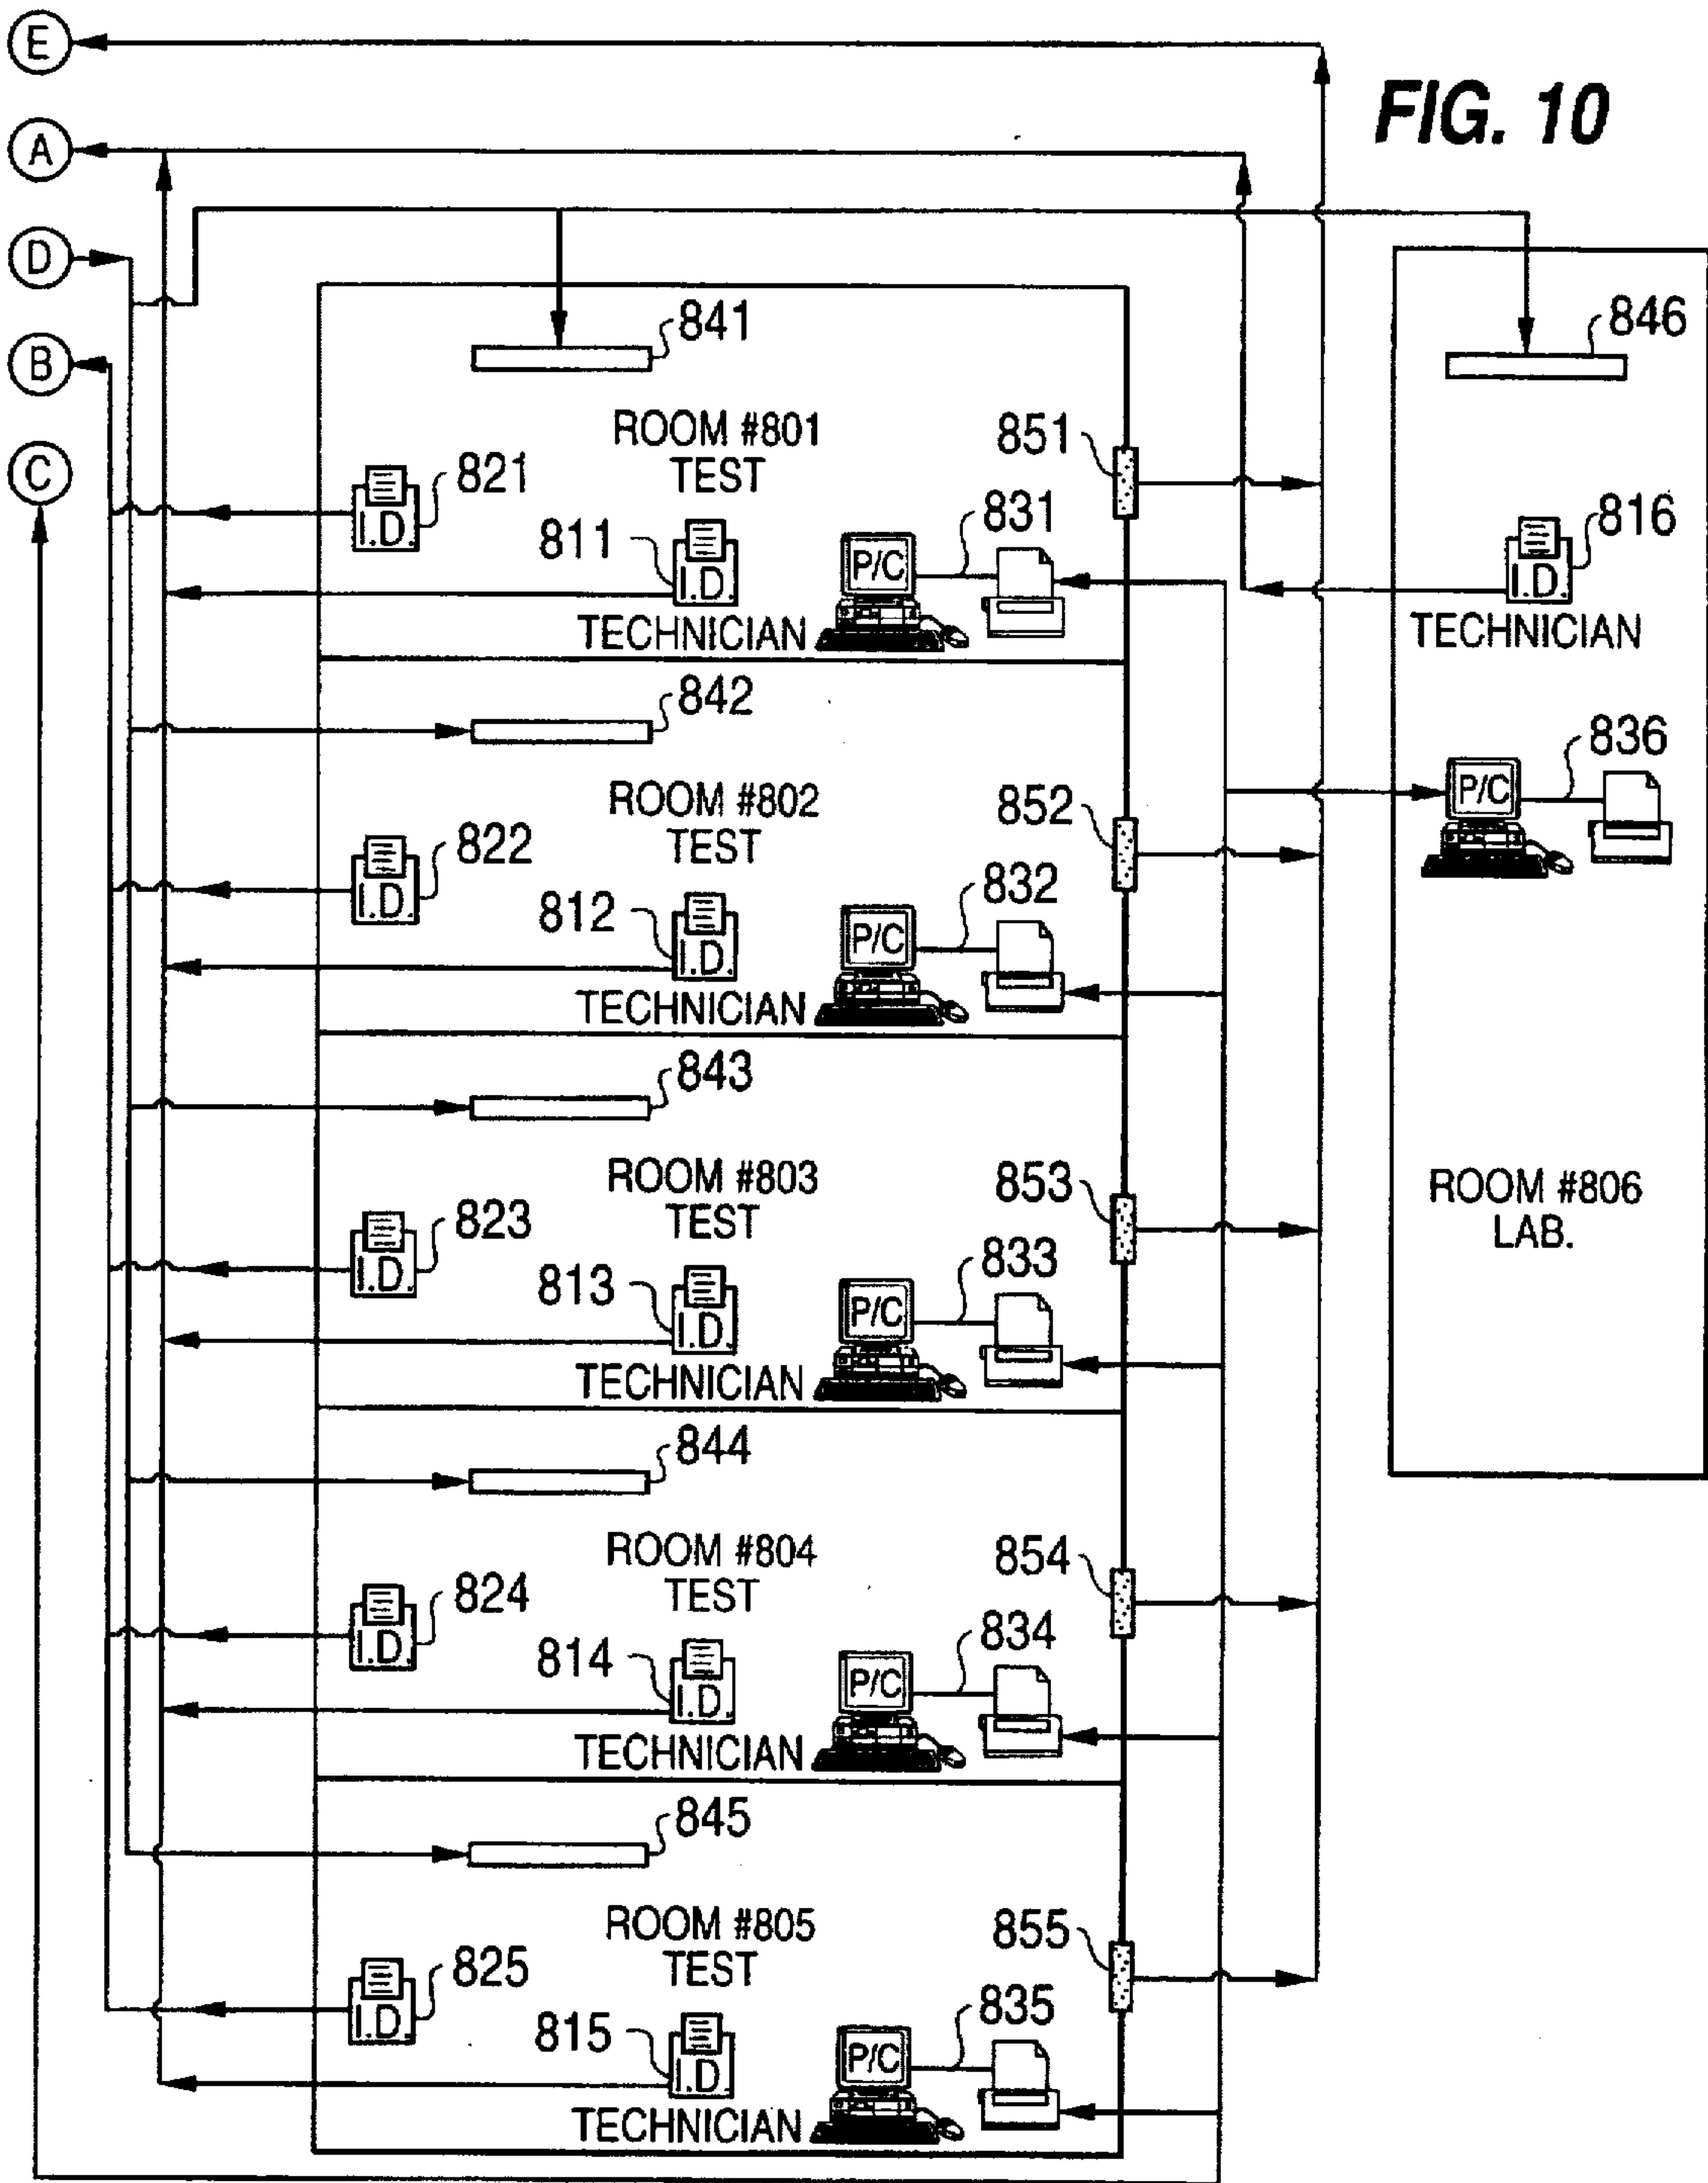 E
FIG. 10
A
D
B
C
841
846
ROOM #801
TEST
851
821
I.D.
811
I.D.
TECHNICIAN
P/C
831
816
I.D.
TECHNICIAN
842
ROOM #802
TEST
852
836
P/C
822
I.D.
812
I.D.
TECHNICIAN
P/C
832
843
ROOM #803
TEST
853
ROOM #806
LAB.
823
I.D.
813
I.D.
TECHNICIAN
P/C
833
844
ROOM #804
TEST
854
824
I.D.
814
I.D.
TECHNICIAN
P/C
834
845
ROOM #805
TEST
855
825
I.D.
815
I.D.
TECHNICIAN
P/C
835